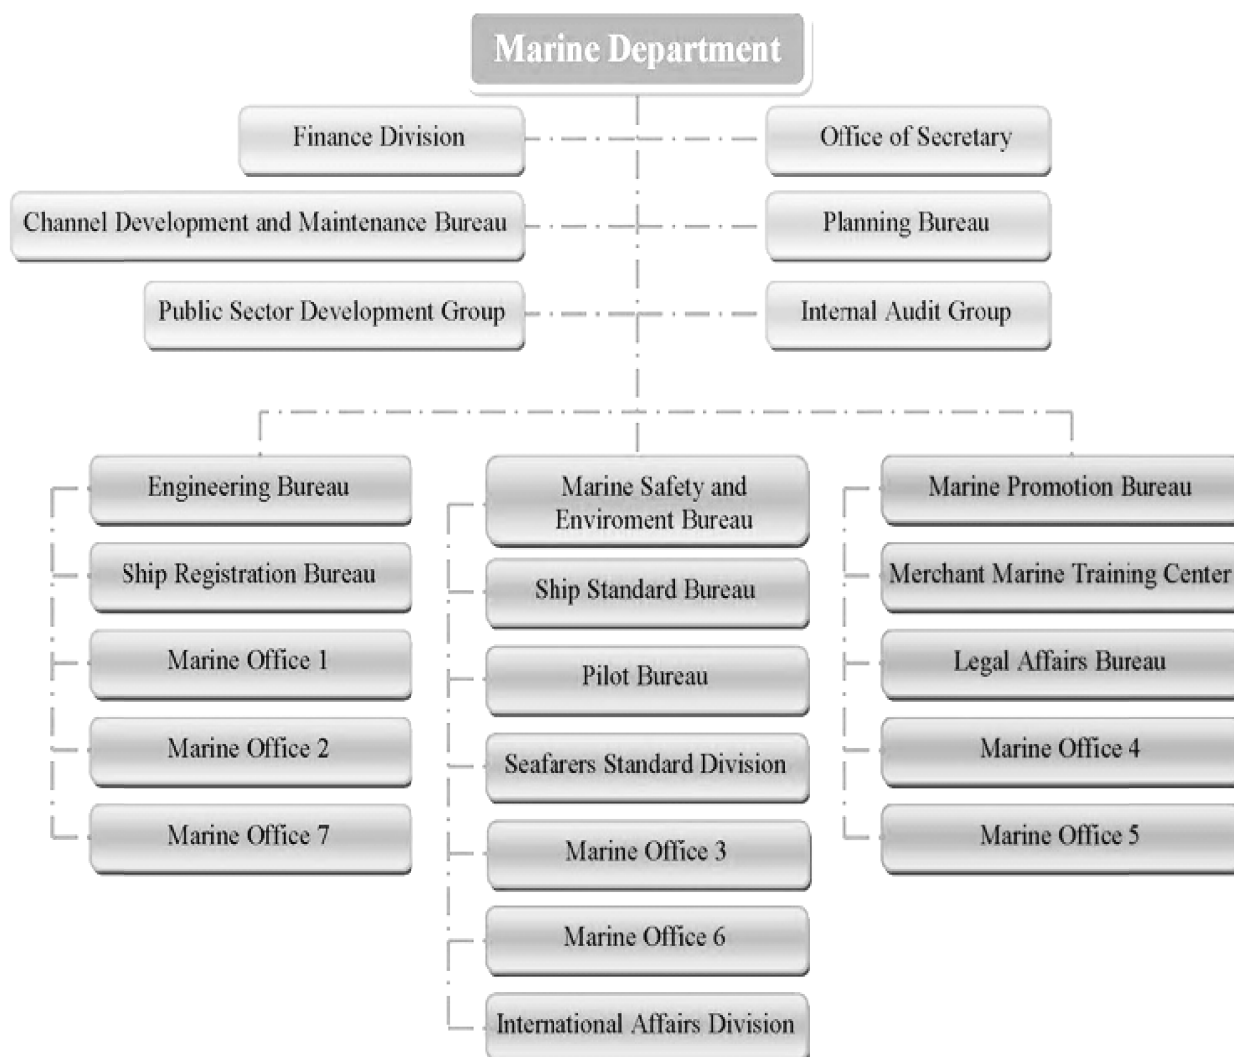 Marine Department
Finance Division
Office of Secretary
Channel Development and Maintenance Bureau
Planning Bureau
Public Sector Development Group
Internal Audit Group
Engineering Bureau
Ship Registration Bureau
Marine Office 1
Marine Office 2
Marine Office 7
Marine Safety and
Enviroment Bureau
Ship Standard Bureau
Pilot Bureau
Seafarers Standard Division
Marine Office 3
Marine Office 6
International Affairs Division
Marine Promotion Bureau
Merchant Marine Training Center
Legal Affairs Bureau
Marine Office 4
Marine Office 5